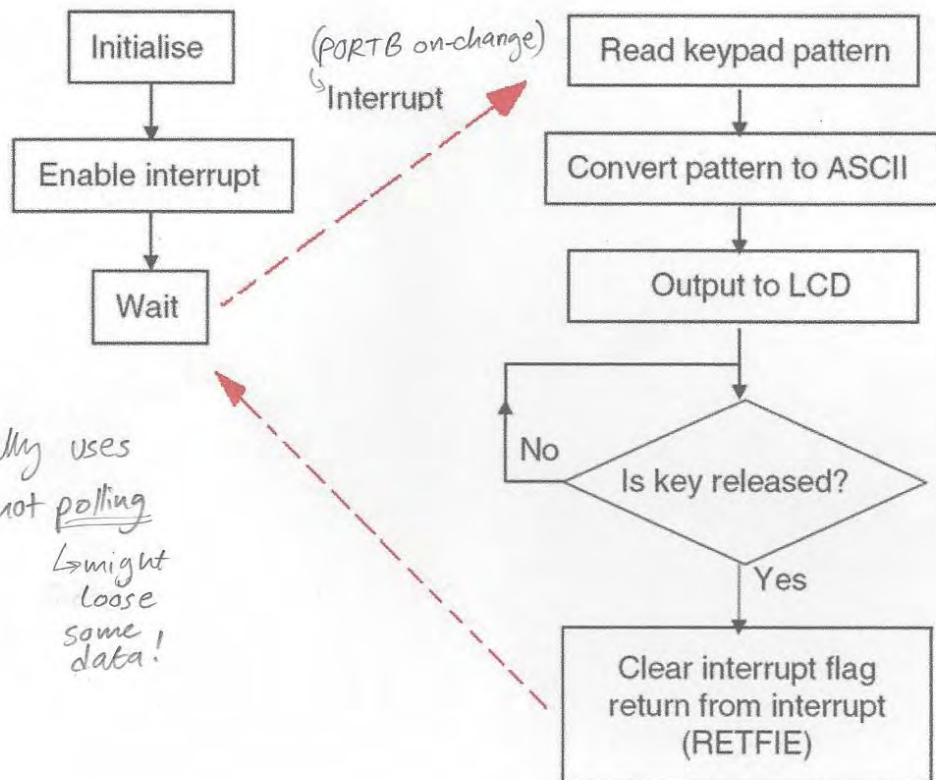 Initialise
Enable interrupt
Wait
(PORTB on-change)
Interrupt
Read keypad pattern
Convert pattern to ASCII
Output to LCD
No
Is key released?
Yes
Clear interrupt flag
return from interrupt
(RETFIE)
uses
not polling
↳might
loose
some
data!